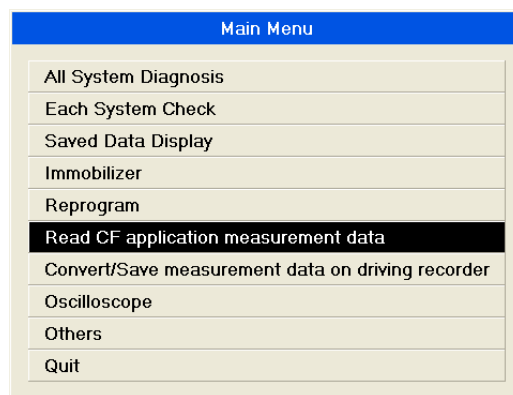 Main Menu
All System Diagnosis
Each System Check
Saved Data Display
Immobilizer
Reprogram
Read CF application measurement data
Convert/Save measurement data on driving recorder
Oscilloscope
Others
Quit